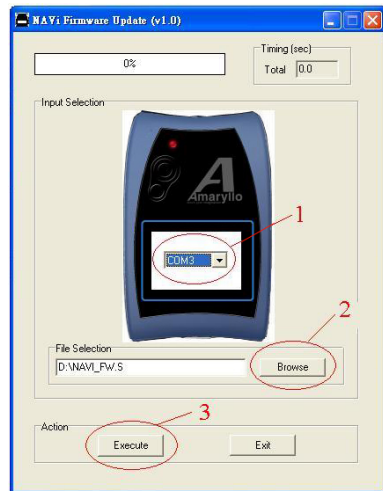 NAVi Firmware Update (v1.0)
0%
Timing (sec)
Total 0.0
Input Selection
A
Amaryllo
1
COM3
2
File Selection
D:\NAVI_FW.S
Browse
3
Action
Execute
Exit